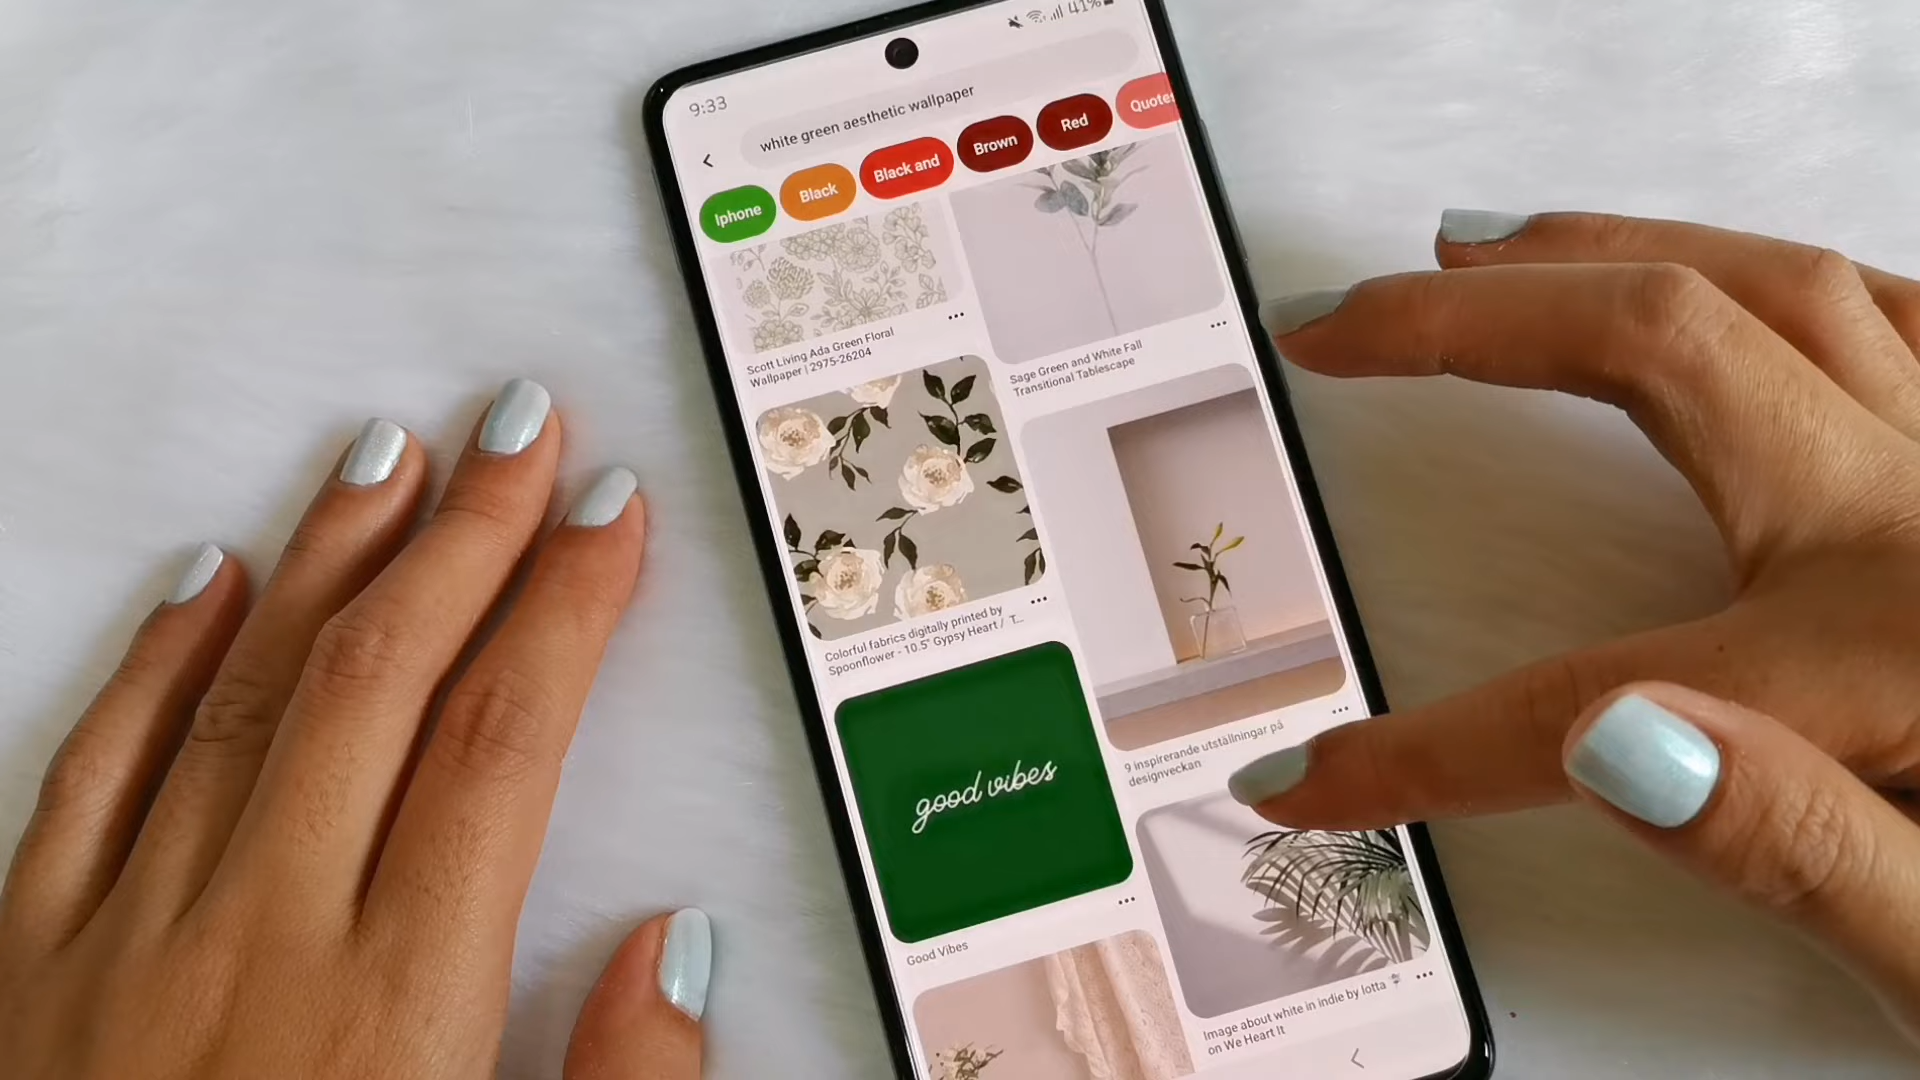 9:33
41%
white green aesthetic wallpaper
Iphone
Black
Black and
Brown
Red
Quotes
Scott Living Ada Green Floral
Wallpaper | 2975-26204
Sage Green and White Fall
Transitional Tablescape
Colorful fabrics digitally printed by
Spoonflower - 10.5" Gypsy Heart / T...
9 inspirerande utställningar på
designveckan
good vibes
Good Vibes
Image about white in indie by lotta
on We Heart It